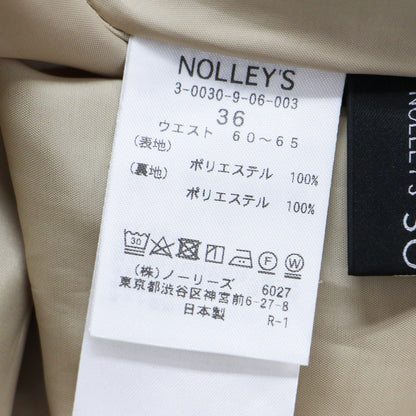 NOLLEY'S
3-0030-9-06-003
36
ウエスト 60～65
(表地)
ポリエステル 100%
(裏地)
ポリエステル 100%
30 F W
(株)ノーリーズ 6027
東京都渋谷区神宮前6-27-8
日本製 R-1
NOLLEY'S